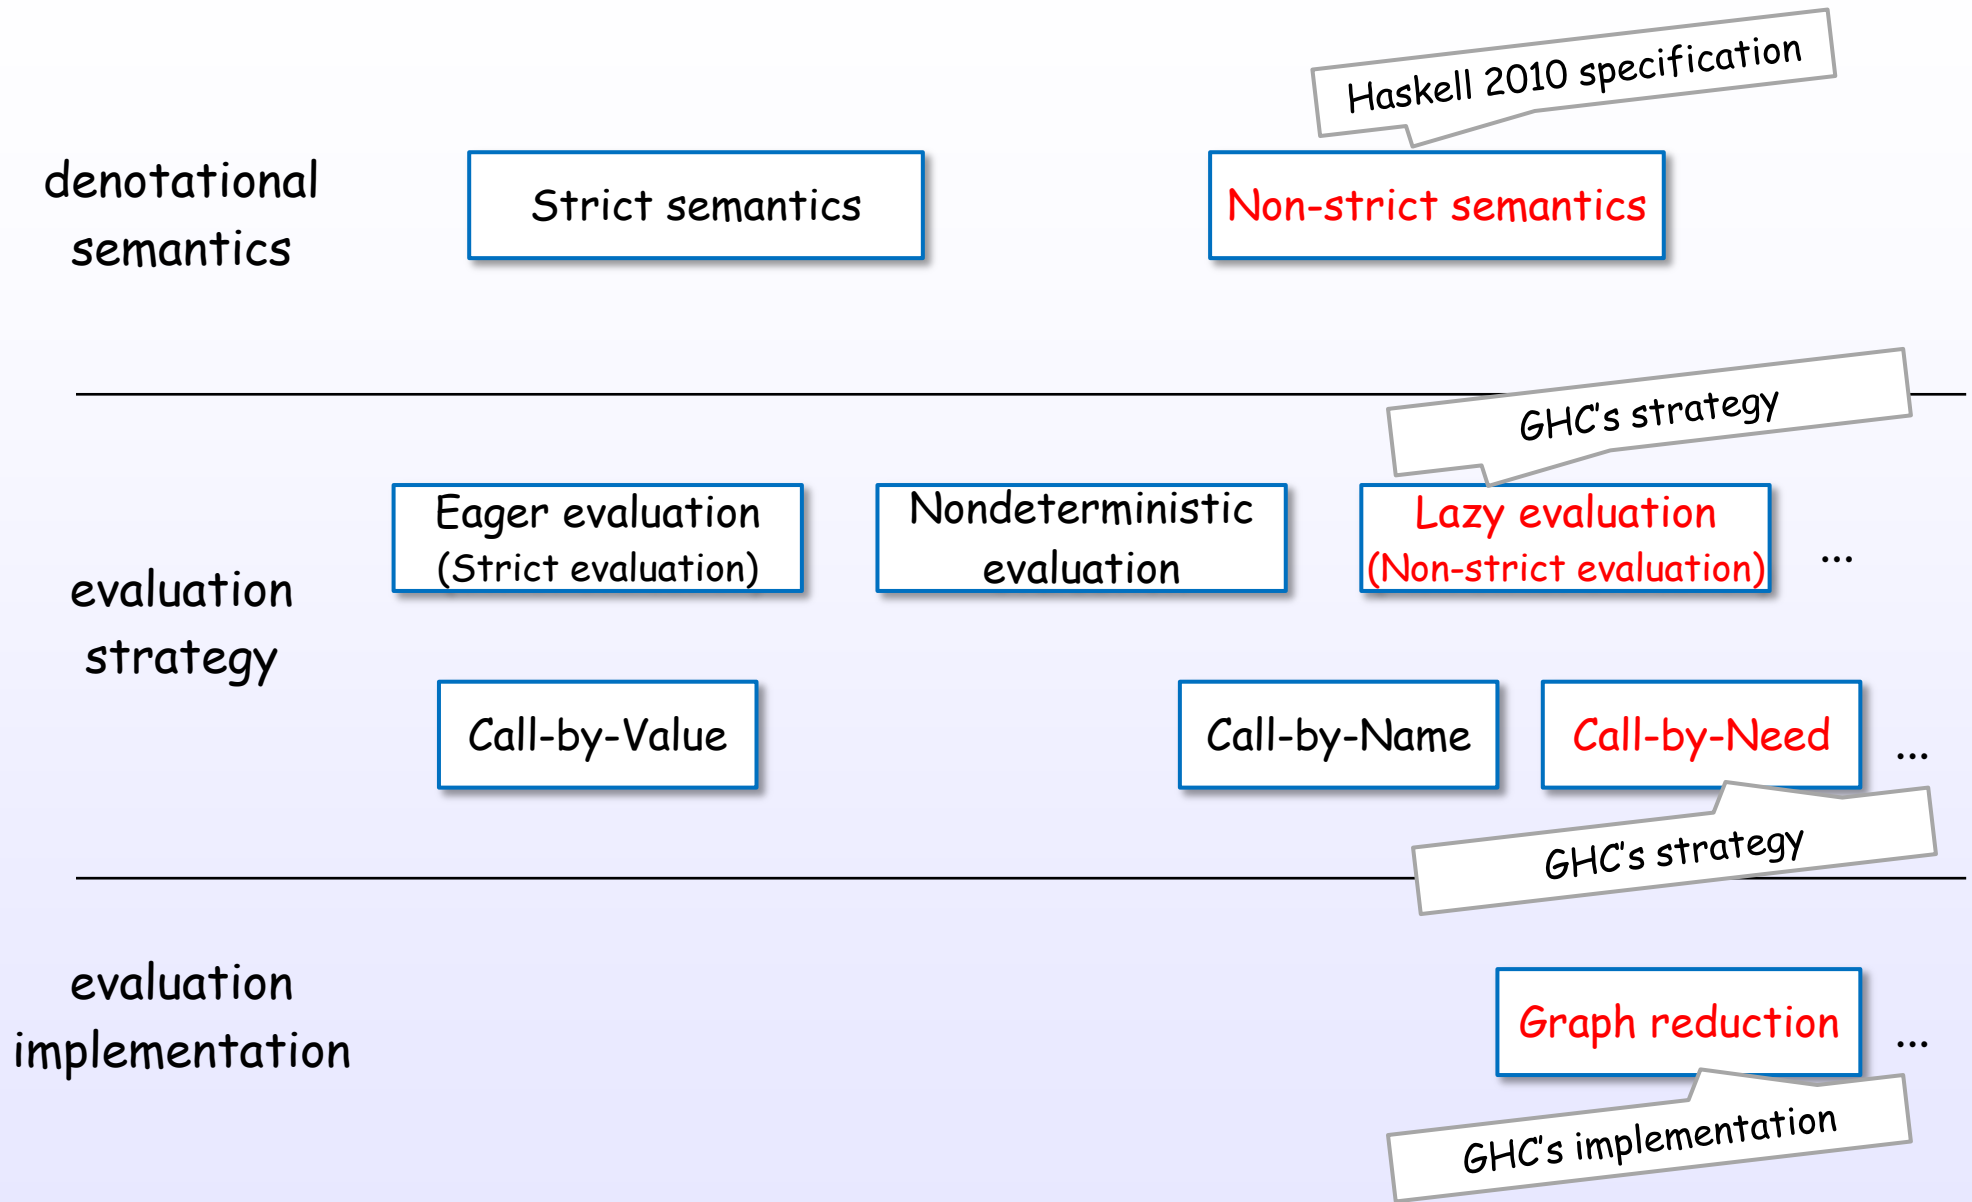 Haskell 2010 specification
denotational
semantics
Strict semantics
Non-strict semantics
GHC's strategy
evaluation
strategy
Eager evaluation
(Strict evaluation)
Nondeterministic
evaluation
Lazy evaluation
(Non-strict evaluation)
...
Call-by-Value
Call-by-Name
Call-by-Need
...
GHC's strategy
evaluation
implementation
Graph reduction
...
GHC's implementation